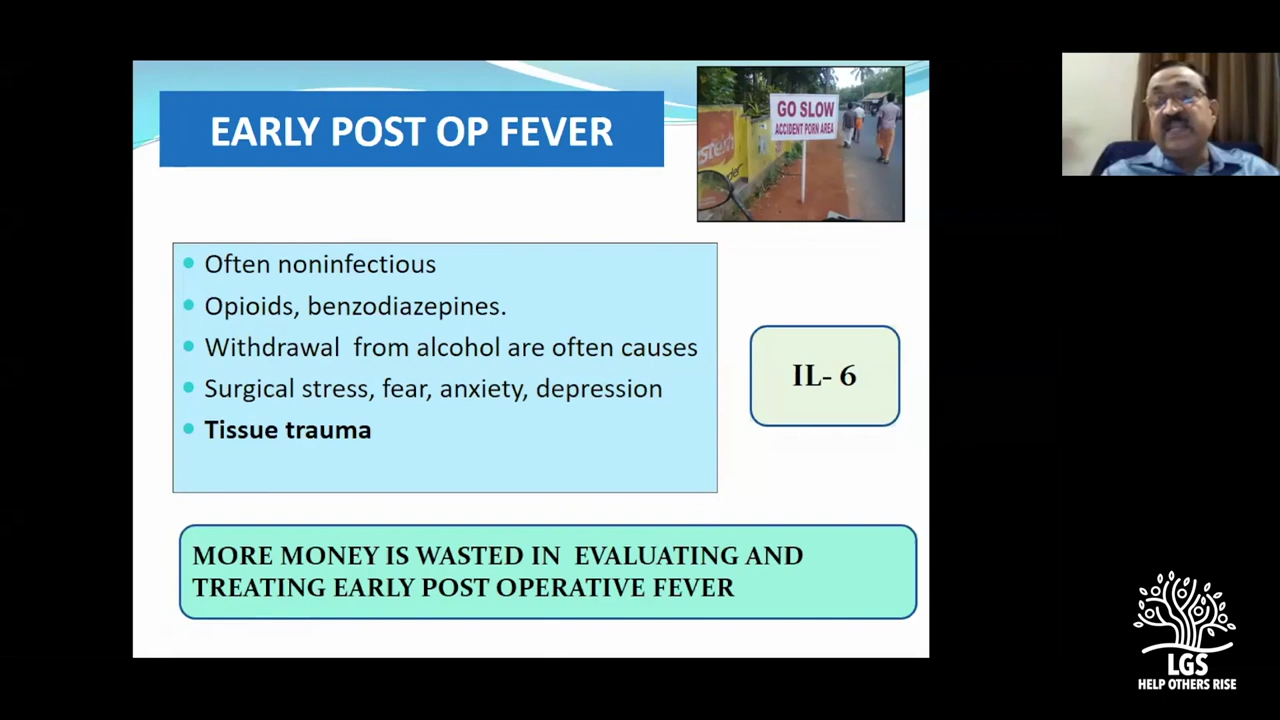 EARLY POST OP FEVER
GO SLOW
ACCIDENT PORN AREA
Often noninfectious
Opioids, benzodiazepines.
Withdrawal from alcohol are often causes
Surgical stress, fear, anxiety, depression
Tissue trauma
IL- 6
MORE MONEY IS WASTED IN EVALUATING AND
TREATING EARLY POST OPERATIVE FEVER
LGS
HELP OTHERS RISE